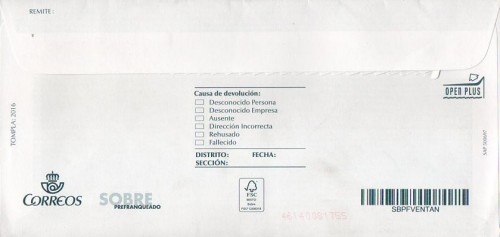 REMITE:
OPEN PLUS
TOMPLA: 2016
Causa de devolución:
Desconocido Persona
Desconocido Empresa
Ausente
Dirección Incorrecta
Rehusado
Fallecido
DISTRITO: FECHA:
SECCIÓN:
CORREOS
SOBRE
PREFRANQUEADO
FSC
MIXTO
SBPFVENTAN